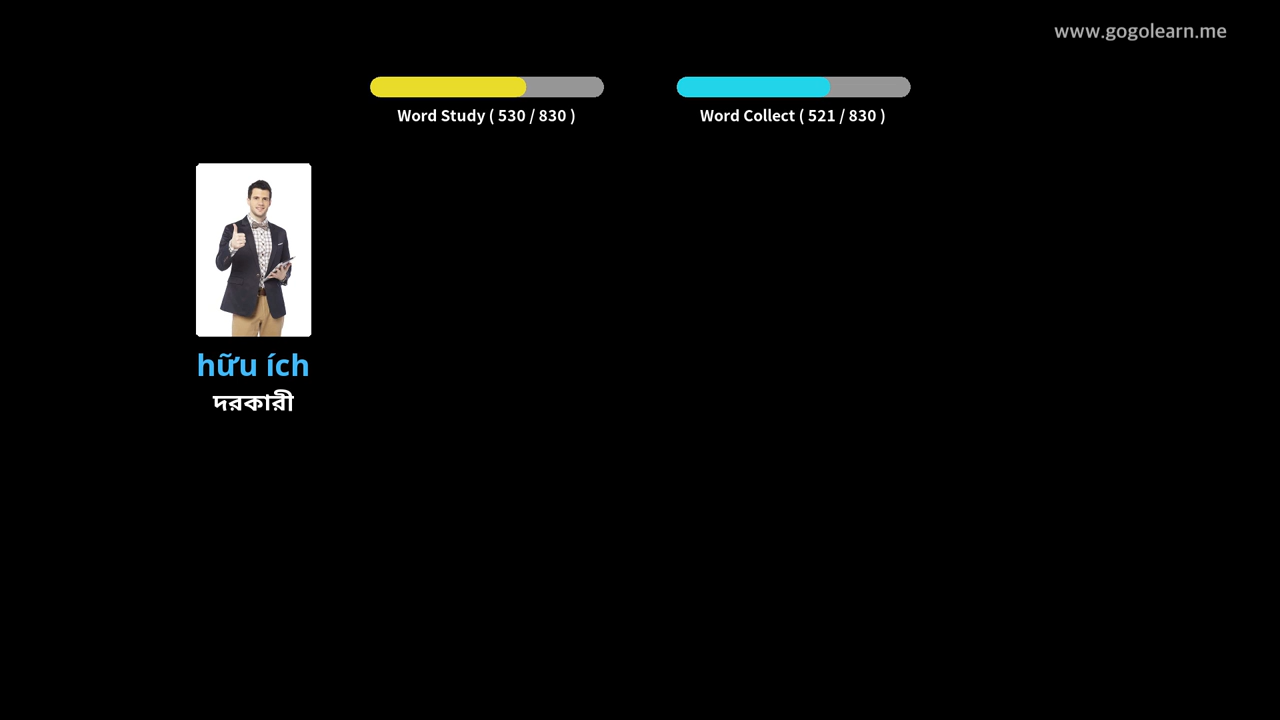 www.gogolearn.me
Word Study ( 530 / 830 )
Word Collect ( 521 / 830 )
hữu ích
দরকারী